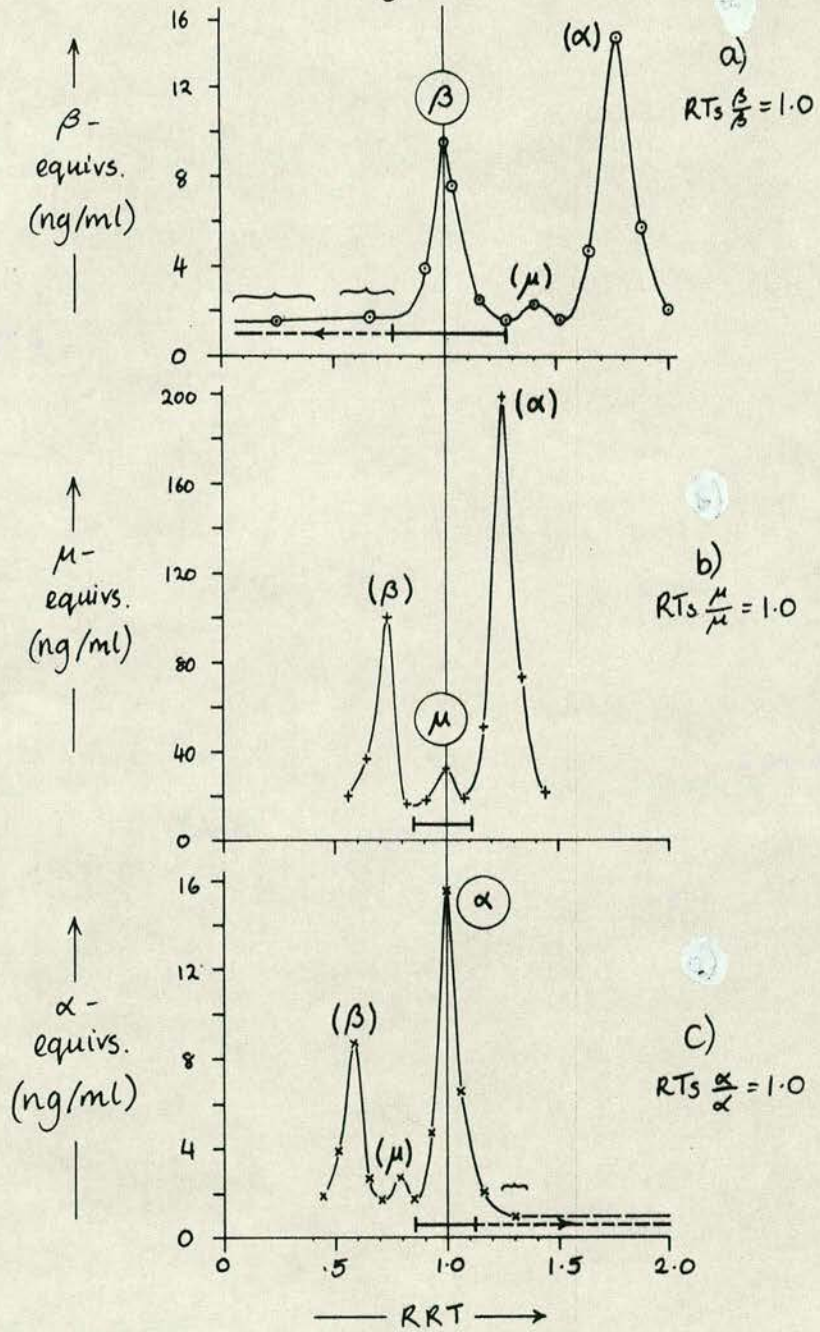 16
12
8
4
0
β-
equivs.
(ng/ml)
β
(α)
(μ)
a)
RTs β/β = 1.0
200
160
120
80
40
0
μ-
equivs.
(ng/ml)
(β)
μ
(α)
b)
RTs μ/μ = 1.0
16
12
8
4
0
α-
equivs.
(ng/ml)
(β)
(μ)
α
c)
RTs α/α = 1.0
0 .5 1.0 1.5 2.0
RRT